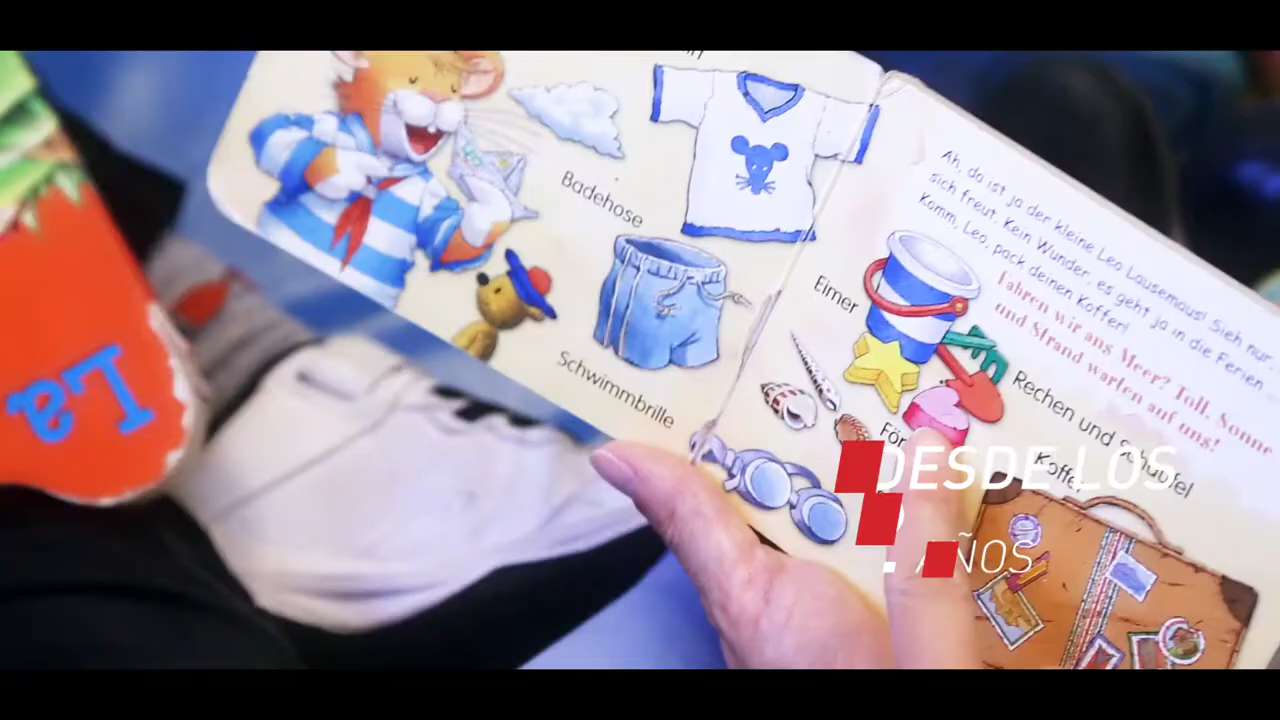 Badehose
Schwimmbrille
Eimer
Ah, da ist ja der kleine Leo Lausemaus! Sieh nur
sich freut. Kein Wunder, es geht ja in die Ferien
Komm, Leo, pack deinen Koffer!
Fahren wir ans Meer? Toll, Sonne
und Strand warten auf uns!
Rechen und Schaufel
Koffer
La
DESDE LOS
AÑOS